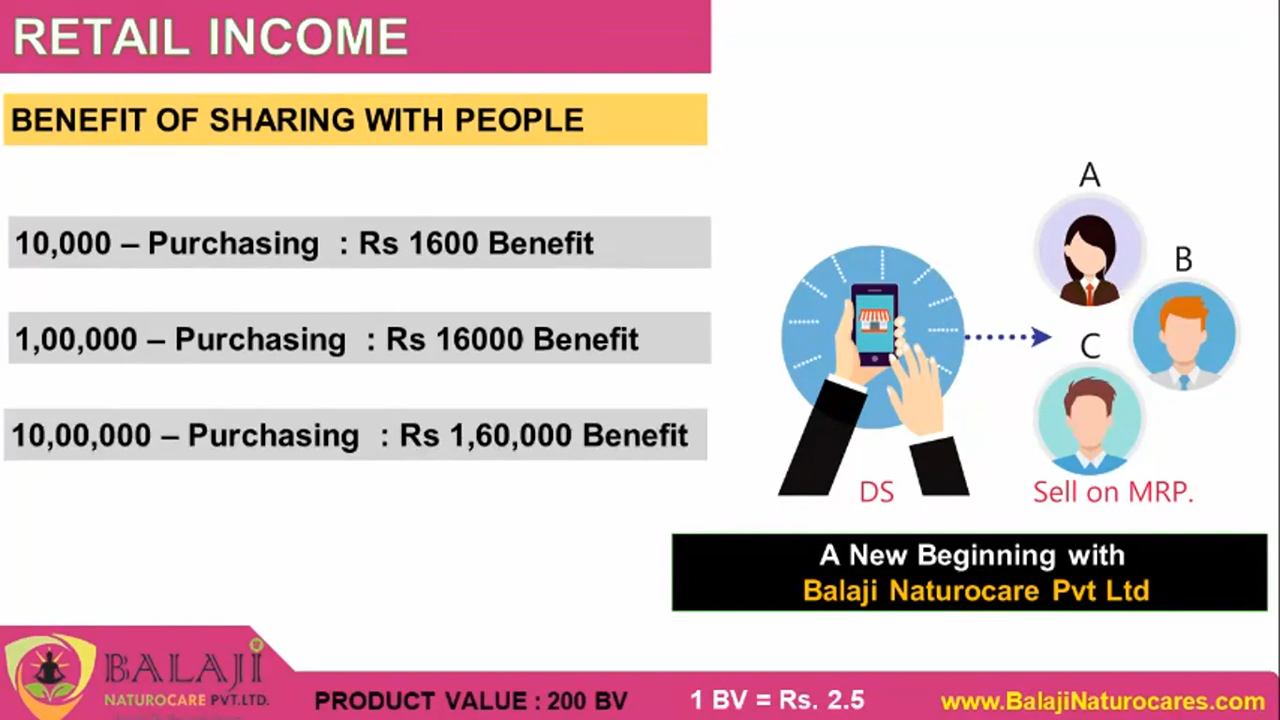 RETAIL INCOME
BENEFIT OF SHARING WITH PEOPLE
10,000 – Purchasing : Rs 1600 Benefit
1,00,000 – Purchasing : Rs 16000 Benefit
10,00,000 – Purchasing : Rs 1,60,000 Benefit
A
B
C
DS
Sell on MRP.
A New Beginning with
Balaji Naturocare Pvt Ltd
BALAJI
NATUROCARE PVT.LTD.
PRODUCT VALUE : 200 BV
1 BV = Rs. 2.5
www.BalajiNaturocares.com